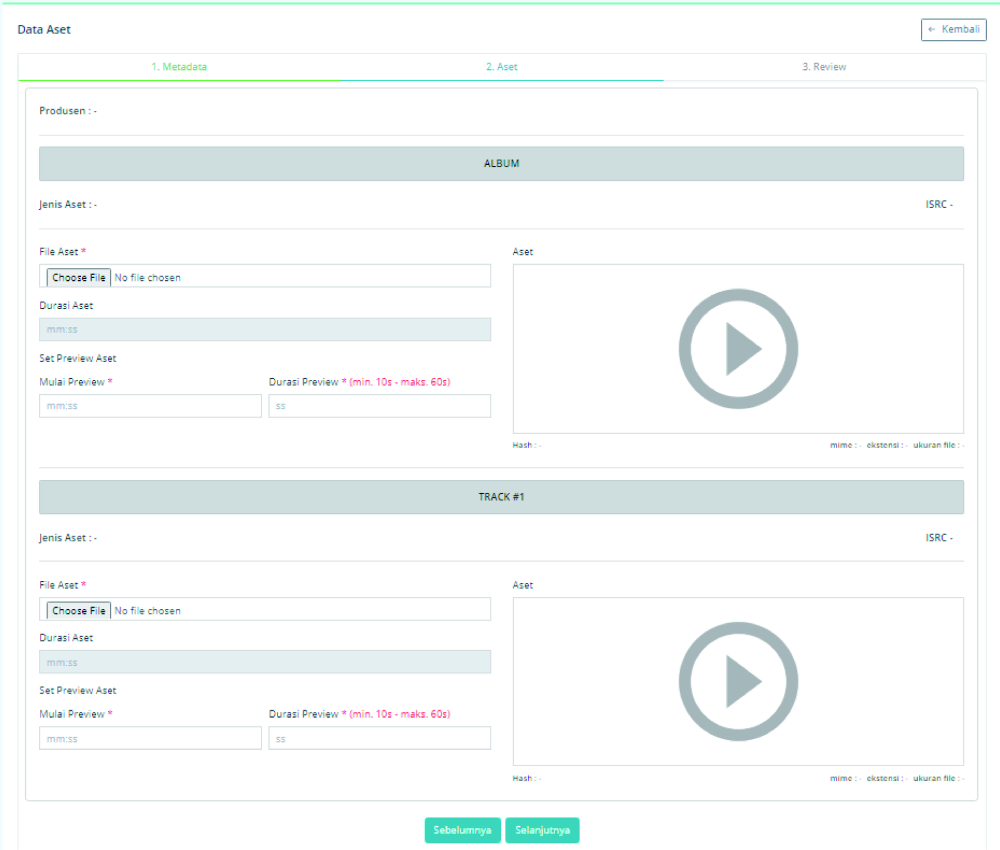 Data Aset
← Kembali
1. Metadata
2. Aset
3. Review
Produsen : -
ALBUM
Jenis Aset : -
ISRC -
File Aset *
Aset
Choose File No file chosen
Durasi Aset
mm:ss
Set Preview Aset
Mulai Preview *
Durasi Preview * (min. 10s - maks. 60s)
mm:ss
ss
Hash : -
mime : - ekstensi : - ukuran file : -
TRACK #1
Jenis Aset : -
ISRC -
File Aset *
Aset
Choose File No file chosen
Durasi Aset
mm:ss
Set Preview Aset
Mulai Preview *
Durasi Preview * (min. 10s - maks. 60s)
mm:ss
ss
Hash : -
mime : - ekstensi : - ukuran file : -
Sebelumnya
Selanjutnya